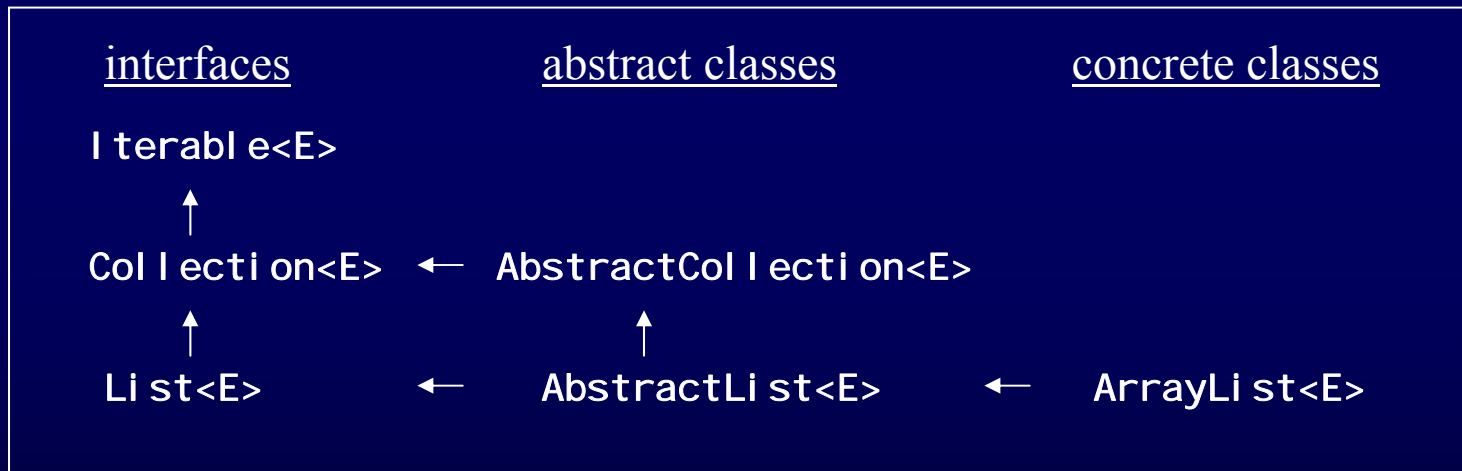 interfaces abstract classes concrete classes
Iterable<E>
Collection<E> AbstractCollection<E>
List<E> AbstractList<E> ArrayList<E>